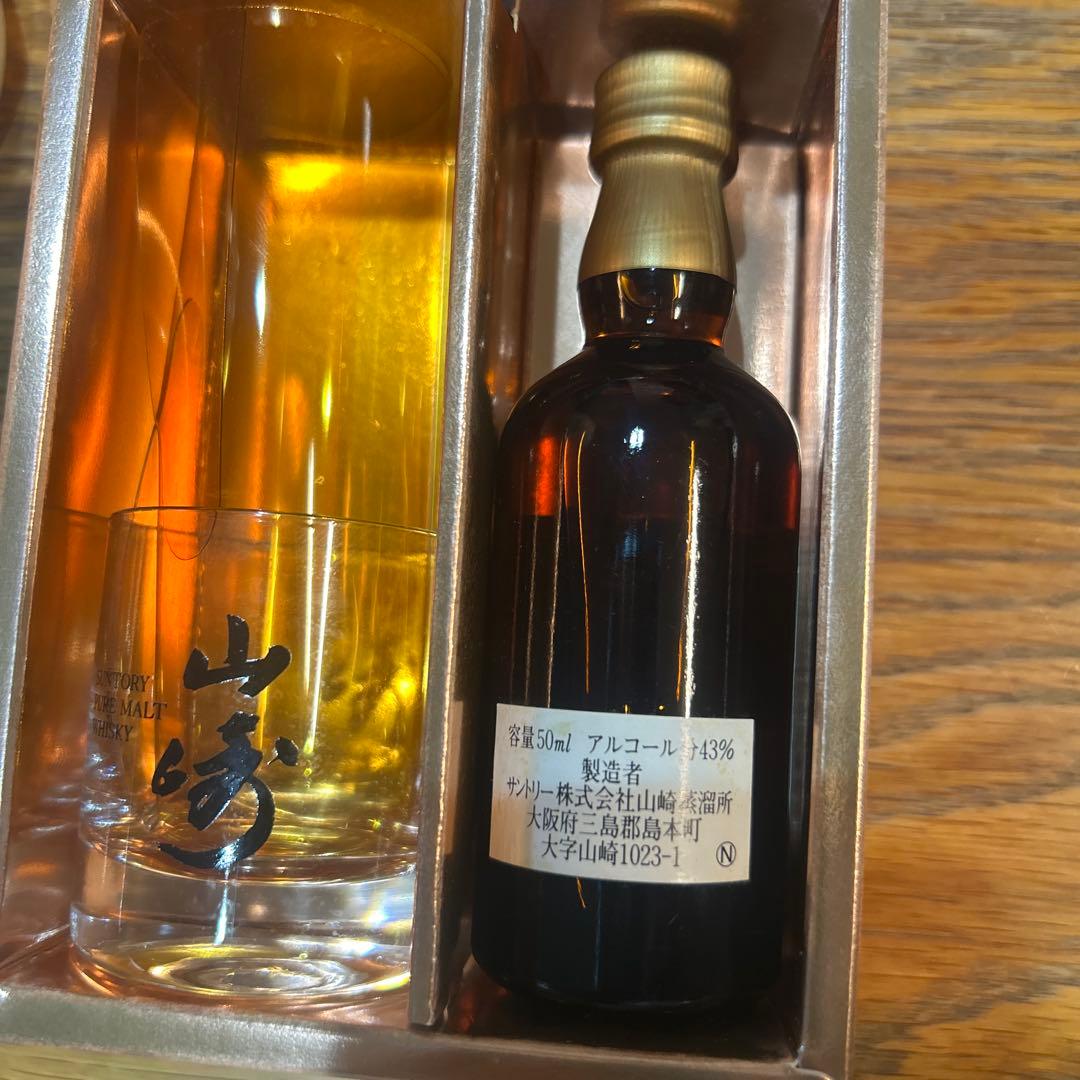 山崎
SUNTORY
PURE MALT
WHISKY
容量50ml アルコール分43%
製造者
サントリー株式会社山崎蒸溜所
大阪府三島郡島本町
大字山崎1023-1 Ⓝ